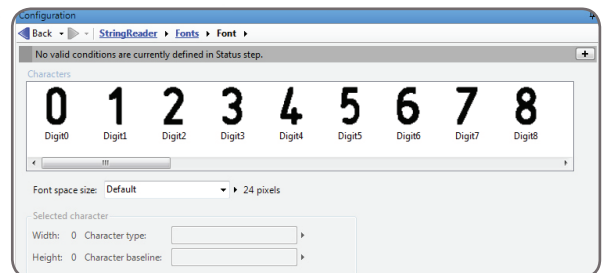 Configuration
Back StringReader Fonts Font
No valid conditions are currently defined in Status step.
Characters
0 1 2 3 4 5 6 7 8
Digit0 Digit1 Digit2 Digit3 Digit4 Digit5 Digit6 Digit7 Digit8
Font space size: Default 24 pixels
Selected character
Width: 0 Character type:
Height: 0 Character baseline: